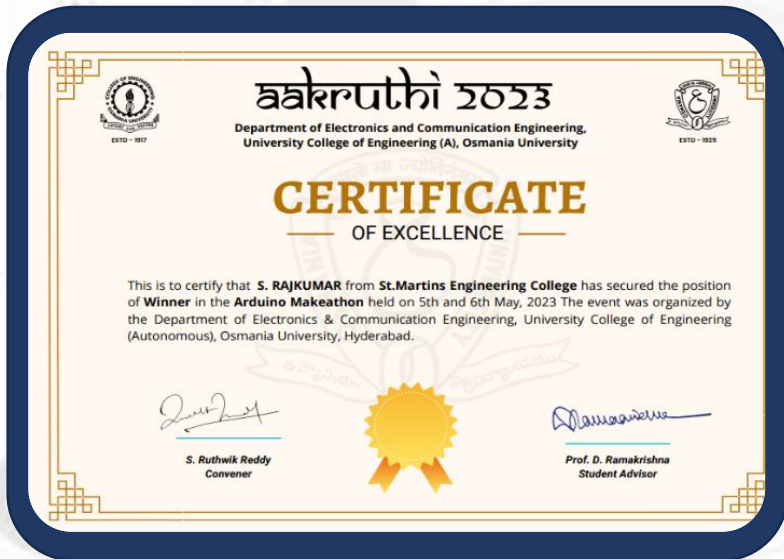 aakruthi 2023
Department of Electronics and Communication Engineering,
University College of Engineering (A), Osmania University
ESTD - 1917
ESTD - 1929
CERTIFICATE
OF EXCELLENCE
This is to certify that S. RAJKUMAR from St.Martins Engineering College has secured the position
of Winner in the Arduino Makeathon held on 5th and 6th May, 2023 The event was organized by
the Department of Electronics & Communication Engineering, University College of Engineering
(Autonomous), Osmania University, Hyderabad.
S. Ruthwik Reddy
Convener
Prof. D. Ramakrishna
Student Advisor